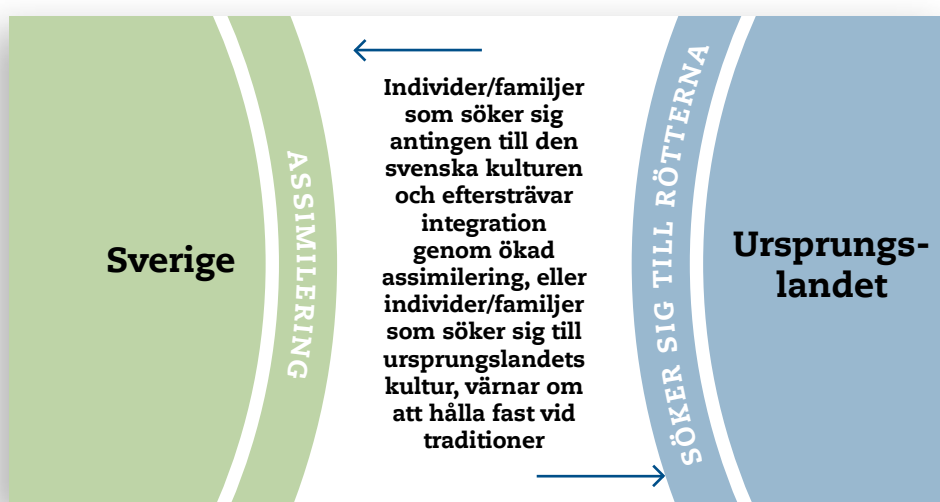 Sverige
ASSIMILERING
Individer/familjer
som söker sig
antingen till den
svenska kulturen
och eftersträvar
integration
genom ökad
assimilering, eller
individer/familjer
som söker sig till
ursprungslandets
kultur, värnar om
att hålla fast vid
traditioner
SÖKER SIG TILL RÖTTERNA
Ursprungs-
landet